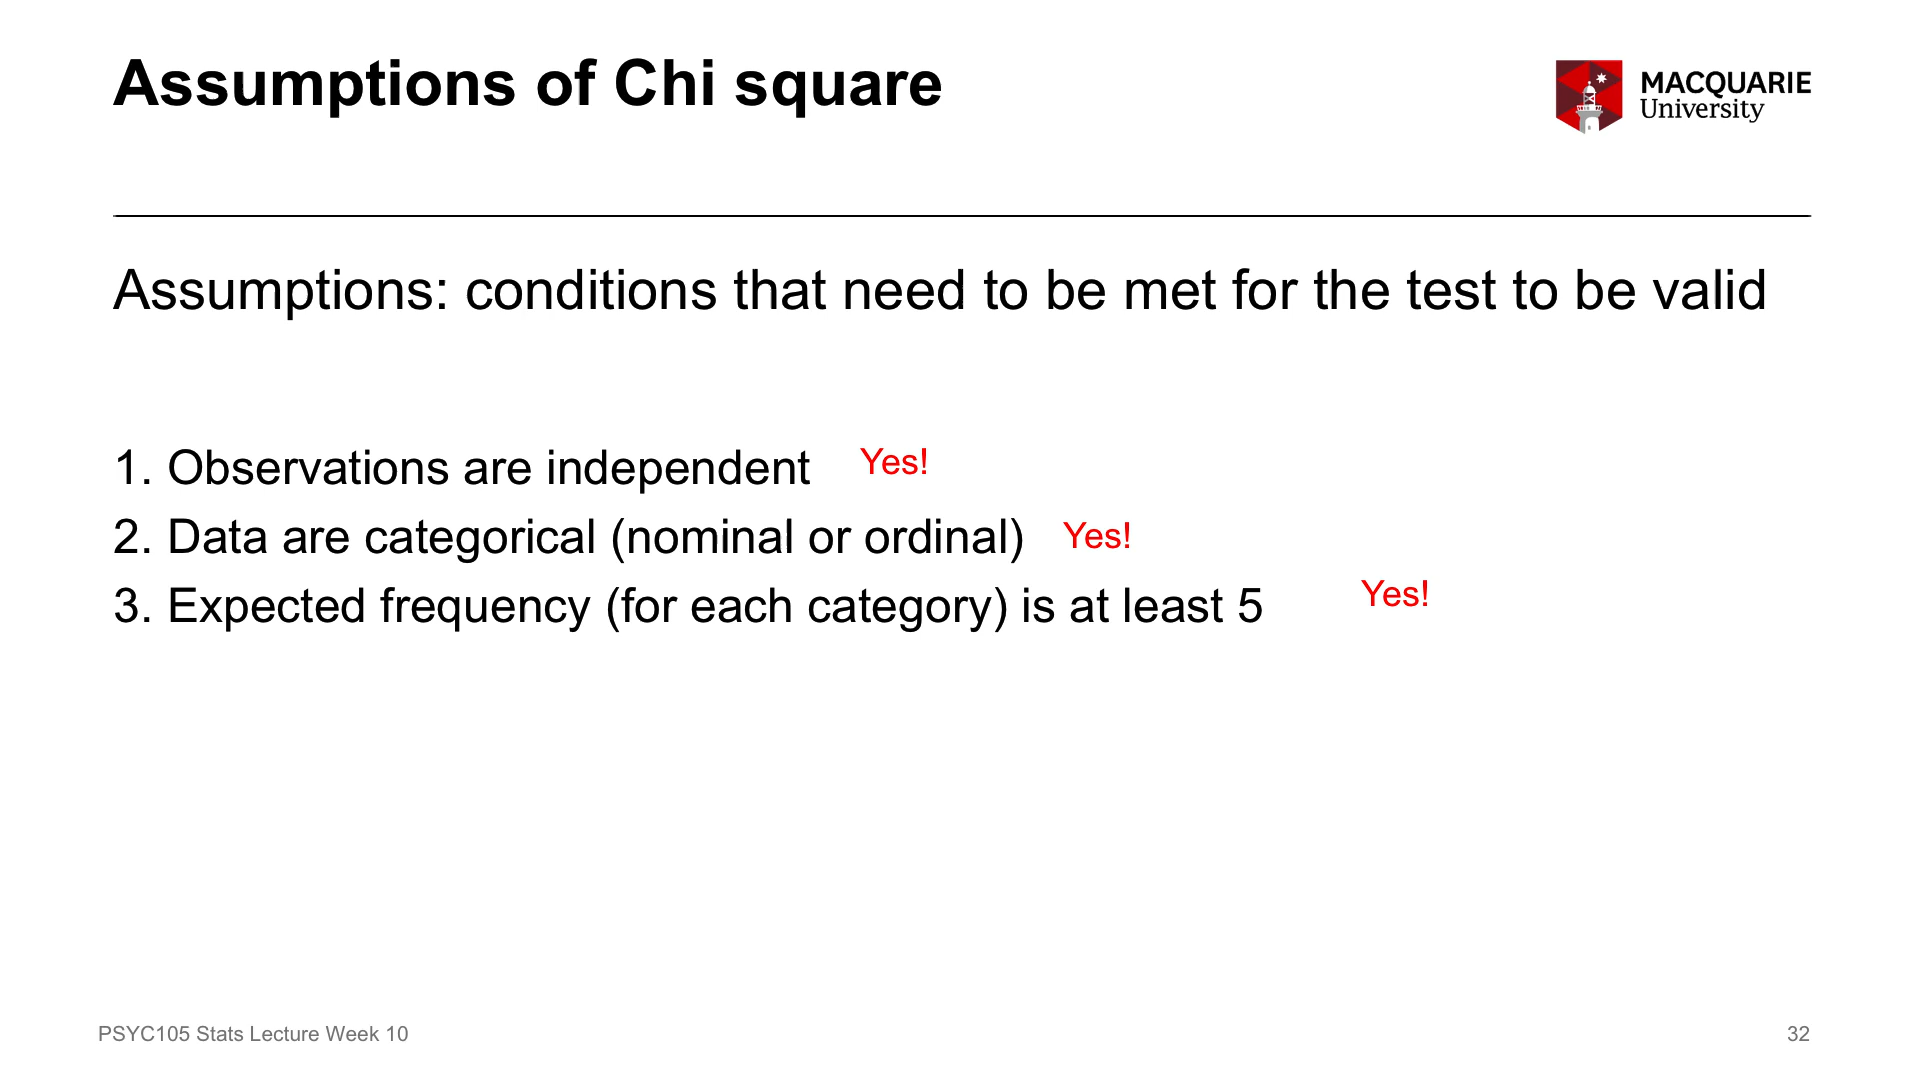 Assumptions of Chi square
MACQUARIE
University
Assumptions: conditions that need to be met for the test to be valid
1. Observations are independent Yes!
2. Data are categorical (nominal or ordinal) Yes!
3. Expected frequency (for each category) is at least 5 Yes!
PSYC105 Stats Lecture Week 10 32